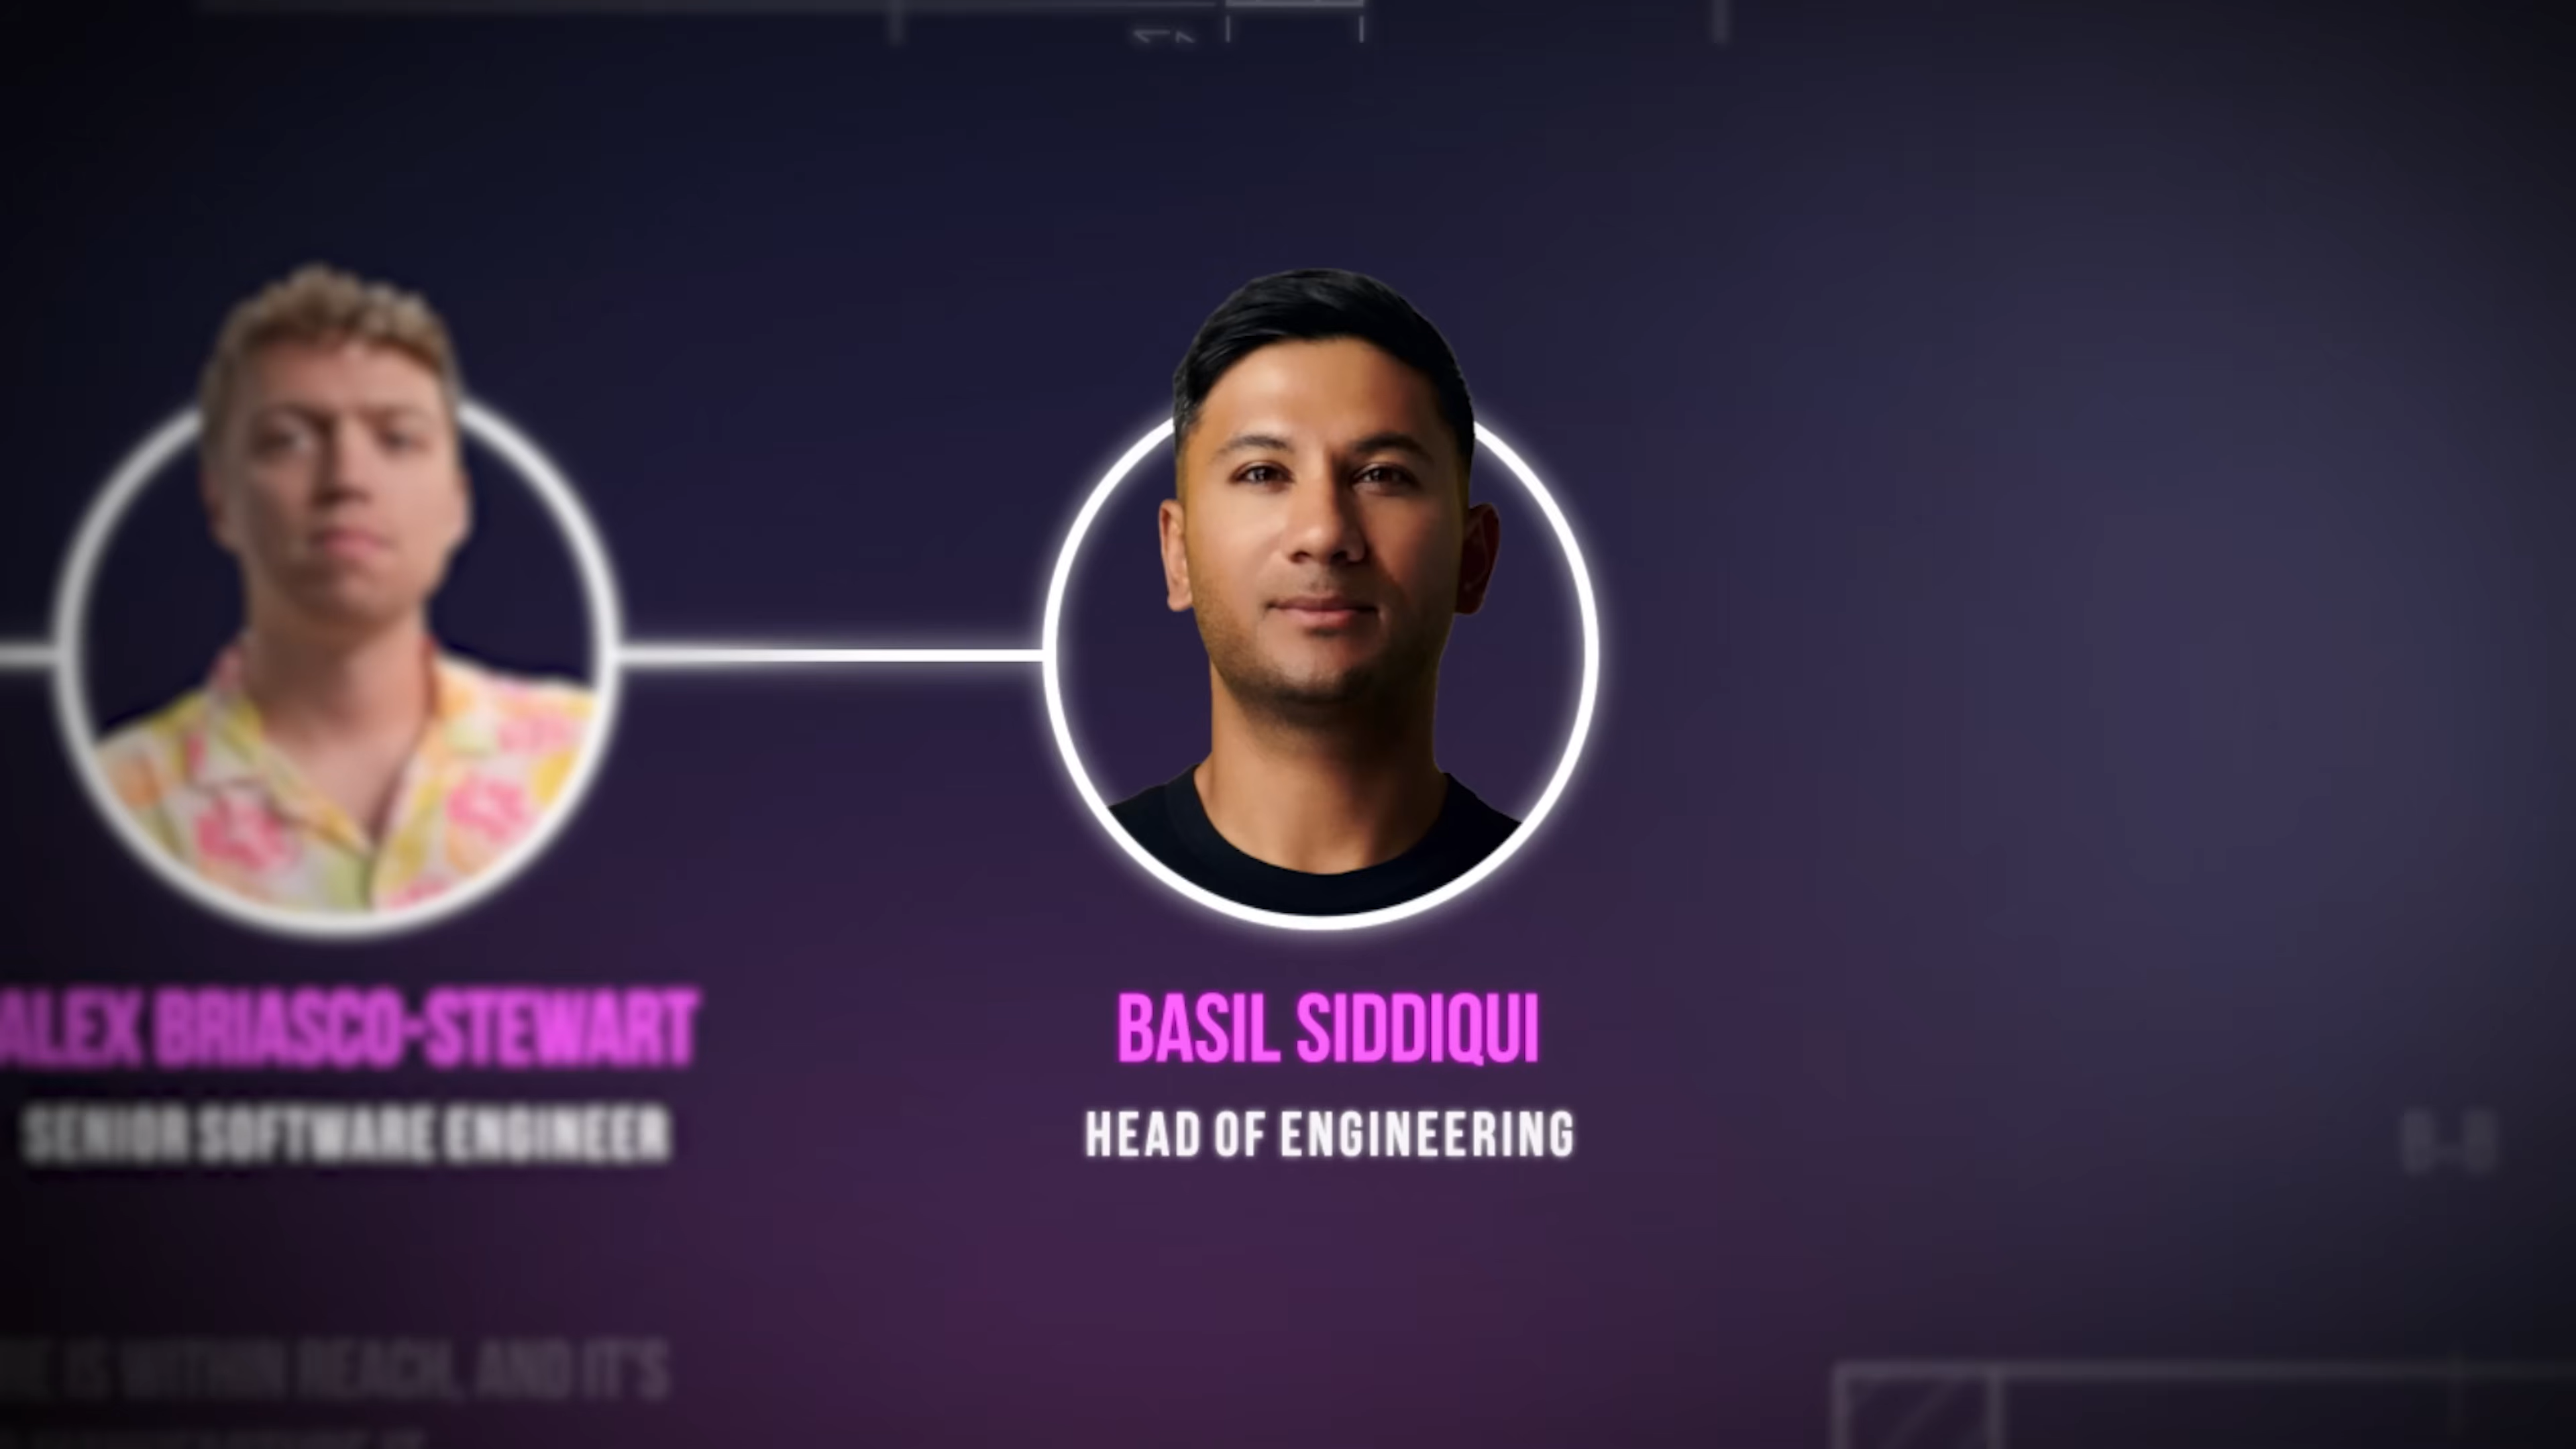 ALEX BRIASCO-STEWART
SENIOR SOFTWARE ENGINEER
BASIL SIDDIQUI
HEAD OF ENGINEERING
IS WITHIN REACH, AND IT'S